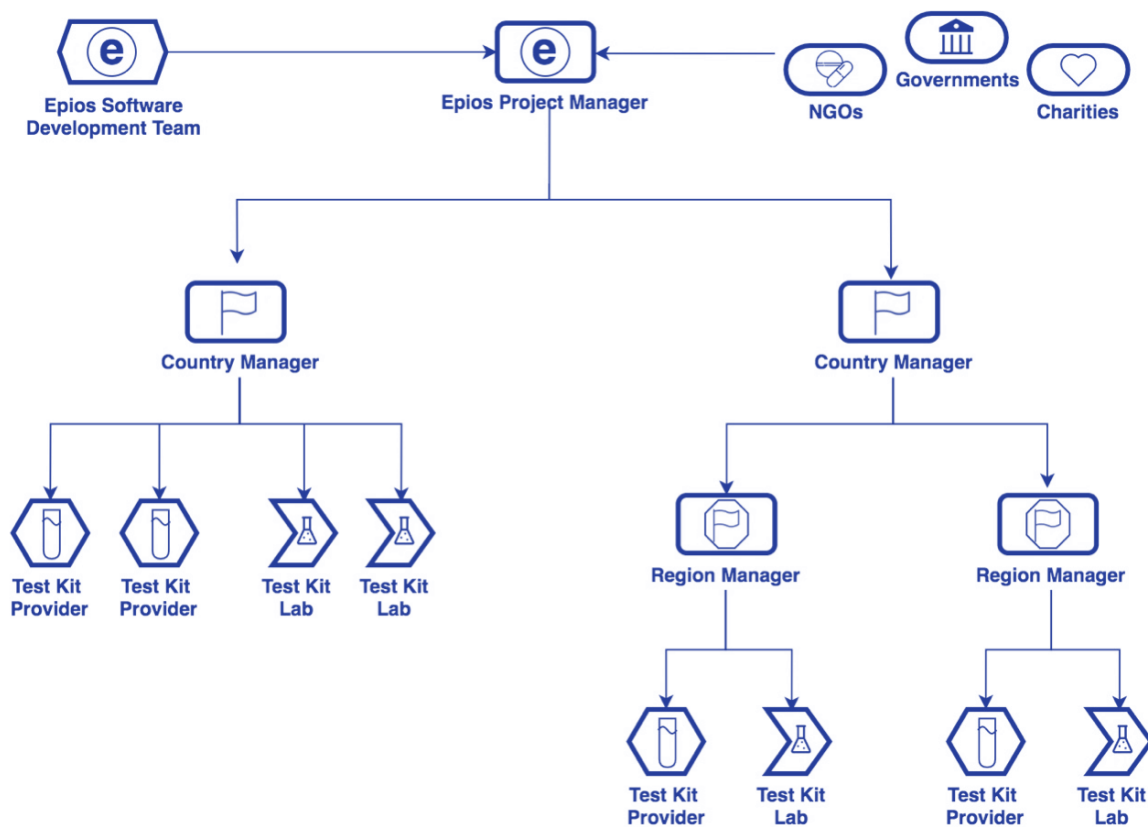 e
e
Epios Software
Development Team
Epios Project Manager
NGOs
Governments
Charities
Country Manager
Country Manager
Test Kit
Provider
Test Kit
Provider
Test Kit
Lab
Test Kit
Lab
Region Manager
Region Manager
Test Kit
Provider
Test Kit
Lab
Test Kit
Provider
Test Kit
Lab